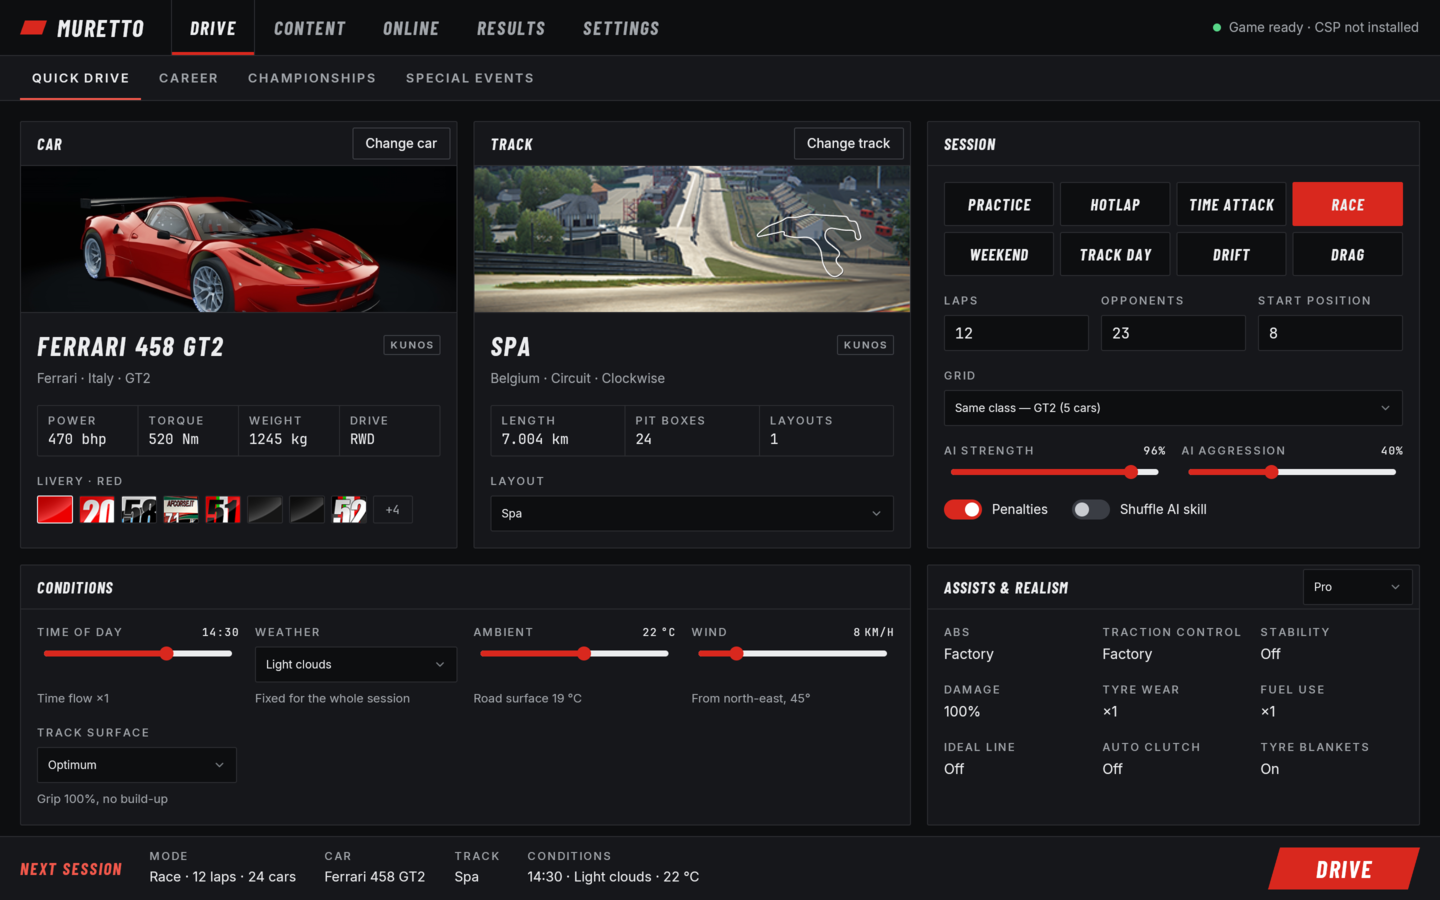 MURETTO
DRIVE
CONTENT
ONLINE
RESULTS
SETTINGS
Game ready · CSP not installed
QUICK DRIVE
CAREER
CHAMPIONSHIPS
SPECIAL EVENTS
CAR
Change car
FERRARI 458 GT2
KUNOS
Ferrari · Italy · GT2
POWER
470 bhp
TORQUE
520 Nm
WEIGHT
1245 kg
DRIVE
RWD
LIVERY · RED
20
56
71
51
52
+4
TRACK
Change track
SPA
KUNOS
Belgium · Circuit · Clockwise
LENGTH
7.004 km
PIT BOXES
24
LAYOUTS
1
LAYOUT
Spa
SESSION
PRACTICE
HOTLAP
TIME ATTACK
RACE
WEEKEND
TRACK DAY
DRIFT
DRAG
LAPS
12
OPPONENTS
23
START POSITION
8
GRID
Same class — GT2 (5 cars)
AI STRENGTH
96%
AI AGGRESSION
40%
Penalties
Shuffle AI skill
CONDITIONS
TIME OF DAY
14:30
Time flow ×1
WEATHER
Light clouds
Fixed for the whole session
AMBIENT
22 °C
Road surface 19 °C
WIND
8 KM/H
From north-east, 45°
TRACK SURFACE
Optimum
Grip 100%, no build-up
ASSISTS & REALISM
Pro
ABS
Factory
TRACTION CONTROL
Factory
STABILITY
Off
DAMAGE
100%
TYRE WEAR
×1
FUEL USE
×1
IDEAL LINE
Off
AUTO CLUTCH
Off
TYRE BLANKETS
On
NEXT SESSION
MODE
Race · 12 laps · 24 cars
CAR
Ferrari 458 GT2
TRACK
Spa
CONDITIONS
14:30 · Light clouds · 22 °C
DRIVE